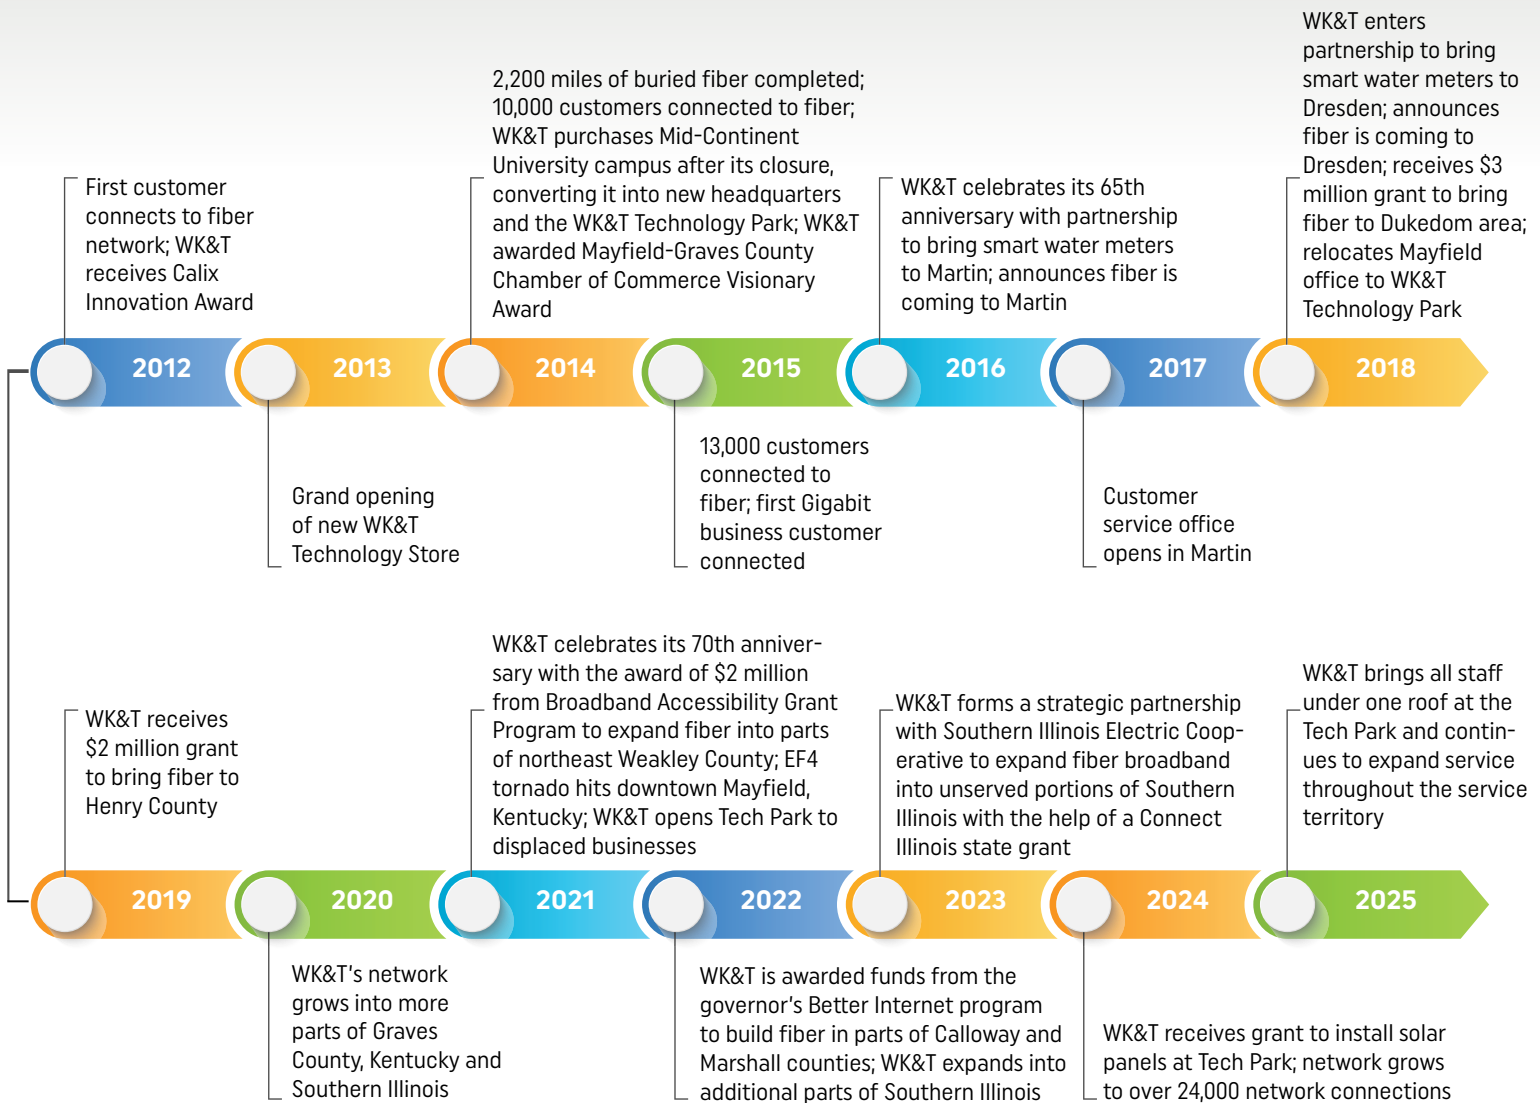 First customer
connects to fiber
network; WK&T
receives Calix
Innovation Award
2012
Grand opening
of new WK&T
Technology Store
2013
2,200 miles of buried fiber completed;
10,000 customers connected to fiber;
WK&T purchases Mid-Continent
University campus after its closure,
converting it into new headquarters
and the WK&T Technology Park; WK&T
awarded Mayfield-Graves County
Chamber of Commerce Visionary
Award
2014
2015
13,000 customers
connected to
fiber; first Gigabit
business customer
connected
WK&T celebrates its 65th
anniversary with partnership
to bring smart water meters
to Martin; announces fiber is
coming to Martin
2016
2017
Customer
service office
opens in Martin
WK&T enters
partnership to bring
smart water meters to
Dresden; announces
fiber is coming to
Dresden; receives $3
million grant to bring
fiber to Dukedom area;
relocates Mayfield
office to WK&T
Technology Park
2018
WK&T receives
$2 million grant
to bring fiber to
Henry County
2019
2020
WK&T's network
grows into more
parts of Graves
County, Kentucky and
Southern Illinois
WK&T celebrates its 70th anniver-
sary with the award of $2 million
from Broadband Accessibility Grant
Program to expand fiber into parts
of northeast Weakley County; EF4
tornado hits downtown Mayfield,
Kentucky; WK&T opens Tech Park to
displaced businesses
2021
2022
WK&T is awarded funds from the
governor's Better Internet program
to build fiber in parts of Calloway and
Marshall counties; WK&T expands into
additional parts of Southern Illinois
WK&T forms a strategic partnership
with Southern Illinois Electric Coop-
erative to expand fiber broadband
into unserved portions of Southern
Illinois with the help of a Connect
Illinois state grant
2023
2024
WK&T receives grant to install solar
panels at Tech Park; network grows
to over 24,000 network connections
WK&T brings all staff
under one roof at the
Tech Park and contin-
ues to expand service
throughout the service
territory
2025